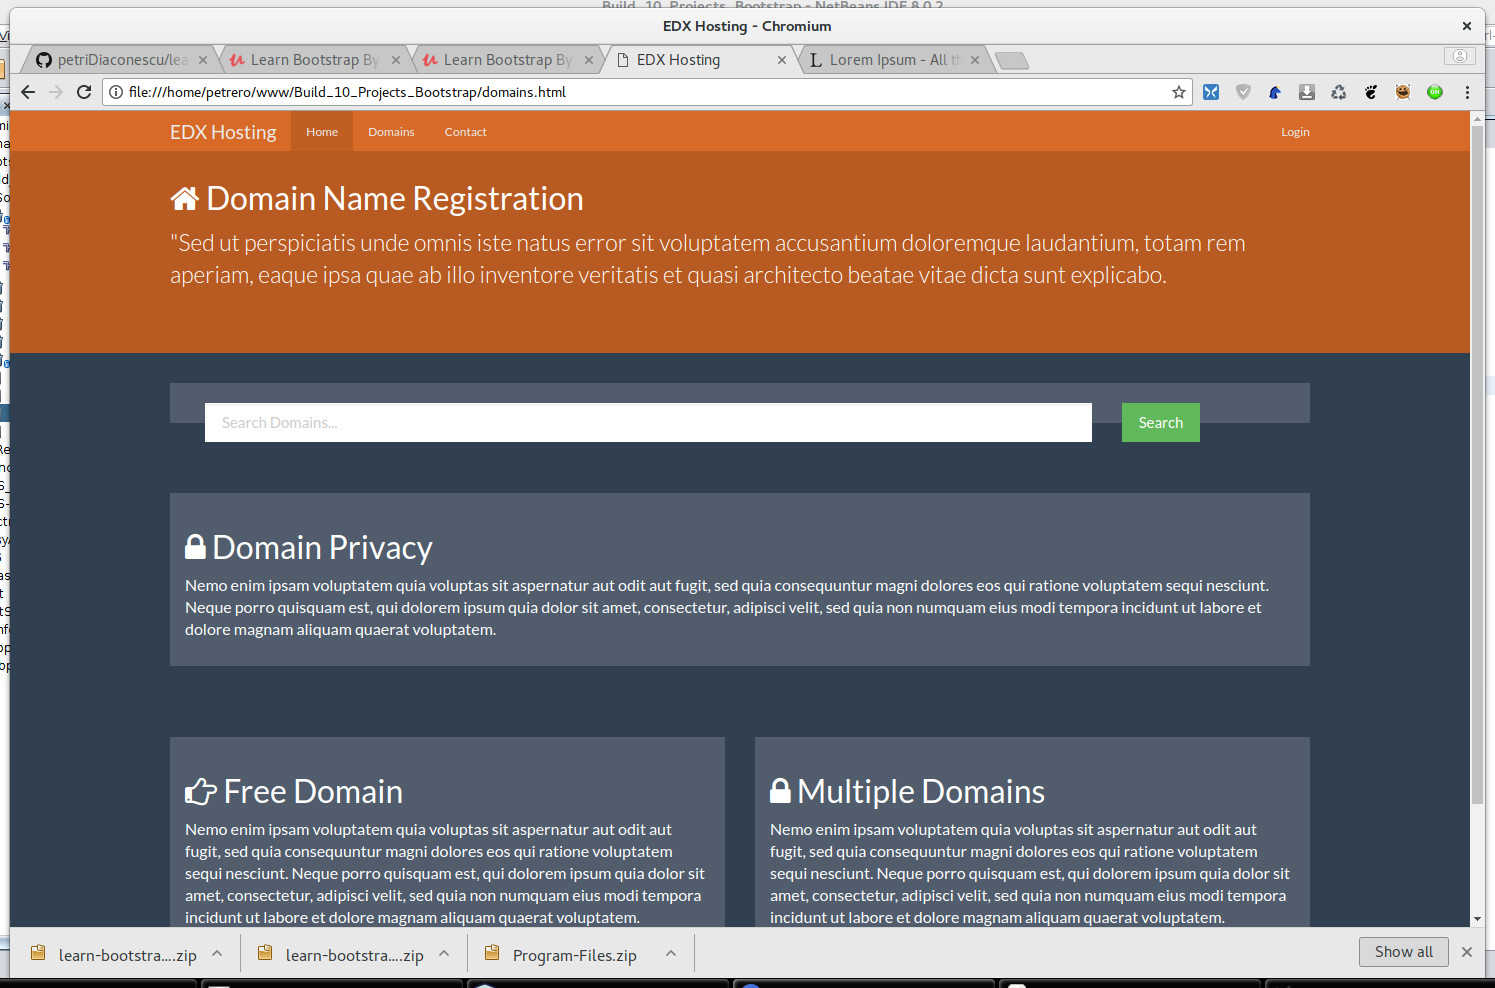 Build_10_Projects_Bootstrap - NetBeans IDE 8.0.2
EDX Hosting - Chromium
petriDiaconescu/lea
Learn Bootstrap By
Learn Bootstrap By
EDX Hosting
Lorem Ipsum - All t
file:///home/petrero/www/Build_10_Projects_Bootstrap/domains.html
ON
EDX Hosting
Home
Domains
Contact
Login
Domain Name Registration
"Sed ut perspiciatis unde omnis iste natus error sit voluptatem accusantium doloremque laudantium, totam rem
aperiam, eaque ipsa quae ab illo inventore veritatis et quasi architecto beatae vitae dicta sunt explicabo.
Search Domains...
Search
Domain Privacy
Nemo enim ipsam voluptatem quia voluptas sit aspernatur aut odit aut fugit, sed quia consequuntur magni dolores eos qui ratione voluptatem sequi nesciunt.
Neque porro quisquam est, qui dolorem ipsum quia dolor sit amet, consectetur, adipisci velit, sed quia non numquam eius modi tempora incidunt ut labore et
dolore magnam aliquam quaerat voluptatem.
Free Domain
Nemo enim ipsam voluptatem quia voluptas sit aspernatur aut odit aut
fugit, sed quia consequuntur magni dolores eos qui ratione voluptatem
sequi nesciunt. Neque porro quisquam est, qui dolorem ipsum quia dolor sit
amet, consectetur, adipisci velit, sed quia non numquam eius modi tempora
incidunt ut labore et dolore magnam aliquam quaerat voluptatem.
Multiple Domains
Nemo enim ipsam voluptatem quia voluptas sit aspernatur aut odit aut
fugit, sed quia consequuntur magni dolores eos qui ratione voluptatem
sequi nesciunt. Neque porro quisquam est, qui dolorem ipsum quia dolor sit
amet, consectetur, adipisci velit, sed quia non numquam eius modi tempora
incidunt ut labore et dolore magnam aliquam quaerat voluptatem.
learn-bootstra....zip
learn-bootstra....zip
Program-Files.zip
Show all